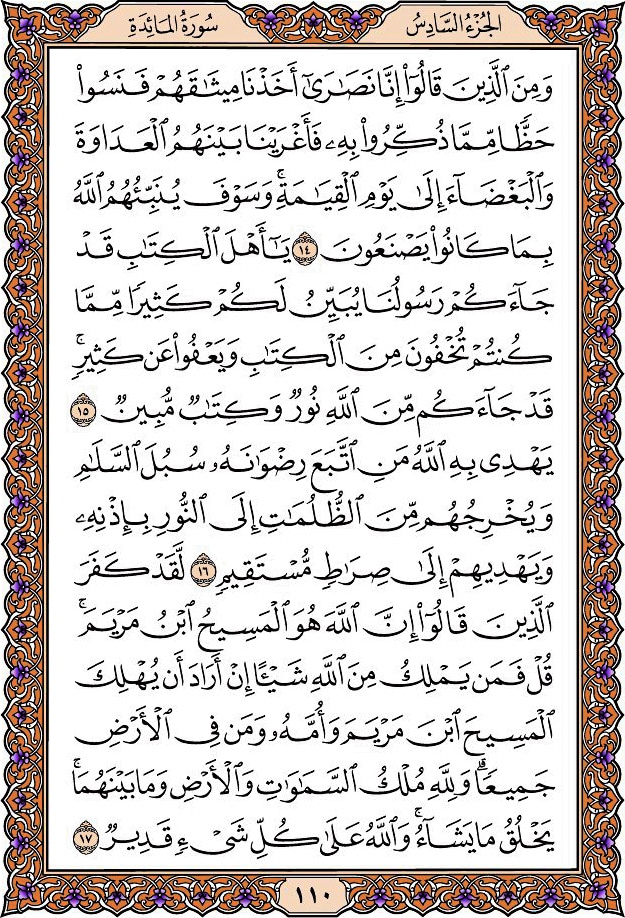 الجُزْءُ السَّادِسُ
سُورَةُ المَائِدَةِ
وَمِنَ ٱلَّذِينَ قَالُوٓاْ إِنَّا نَصَٰرَىٰٓ أَخَذْنَا مِيثَٰقَهُمْ فَنَسُواْ
حَظًّا مِّمَّا ذُكِّرُواْ بِهِۦ فَأَغْرَيْنَا بَيْنَهُمُ ٱلْعَدَاوَةَ
وَٱلْبَغْضَآءَ إِلَىٰ يَوْمِ ٱلْقِيَٰمَةِۚ وَسَوْفَ يُنَبِّئُهُمُ ٱللَّهُ
بِمَا كَانُواْ يَصْنَعُونَ ١٤ يَٰٓأَهْلَ ٱلْكِتَٰبِ قَدْ
جَآءَكُمْ رَسُولُنَا يُبَيِّنُ لَكُمْ كَثِيرًا مِّمَّا
كُنتُمْ تُخْفُونَ مِنَ ٱلْكِتَٰبِ وَيَعْفُواْ عَن كَثِيرٍۚ
قَدْ جَآءَكُم مِّنَ ٱللَّهِ نُورٌ وَكِتَٰبٌ مُّبِينٌ ١٥
يَهْدِى بِهِ ٱللَّهُ مَنِ ٱتَّبَعَ رِضْوَٰنَهُۥ سُبُلَ ٱلسَّلَٰمِ
وَيُخْرِجُهُم مِّنَ ٱلظُّلُمَٰتِ إِلَى ٱلنُّورِ بِإِذْنِهِۦ
وَيَهْدِيهِمْ إِلَىٰ صِرَٰطٍ مُّسْتَقِيمٍ ١٦ لَّقَدْ كَفَرَ
ٱلَّذِينَ قَالُوٓاْ إِنَّ ٱللَّهَ هُوَ ٱلْمَسِيحُ ٱبْنُ مَرْيَمَۚ
قُلْ فَمَن يَمْلِكُ مِنَ ٱللَّهِ شَيْـًٔا إِنْ أَرَادَ أَن يُهْلِكَ
ٱلْمَسِيحَ ٱبْنَ مَرْيَمَ وَأُمَّهُۥ وَمَن فِى ٱلْأَرْضِ
جَمِيعًاۗ وَلِلَّهِ مُلْكُ ٱلسَّمَٰوَٰتِ وَٱلْأَرْضِ وَمَا بَيْنَهُمَاۚ
يَخْلُقُ مَا يَشَآءُۚ وَٱللَّهُ عَلَىٰ كُلِّ شَىْءٍ قَدِيرٌ ١٧
١١٠